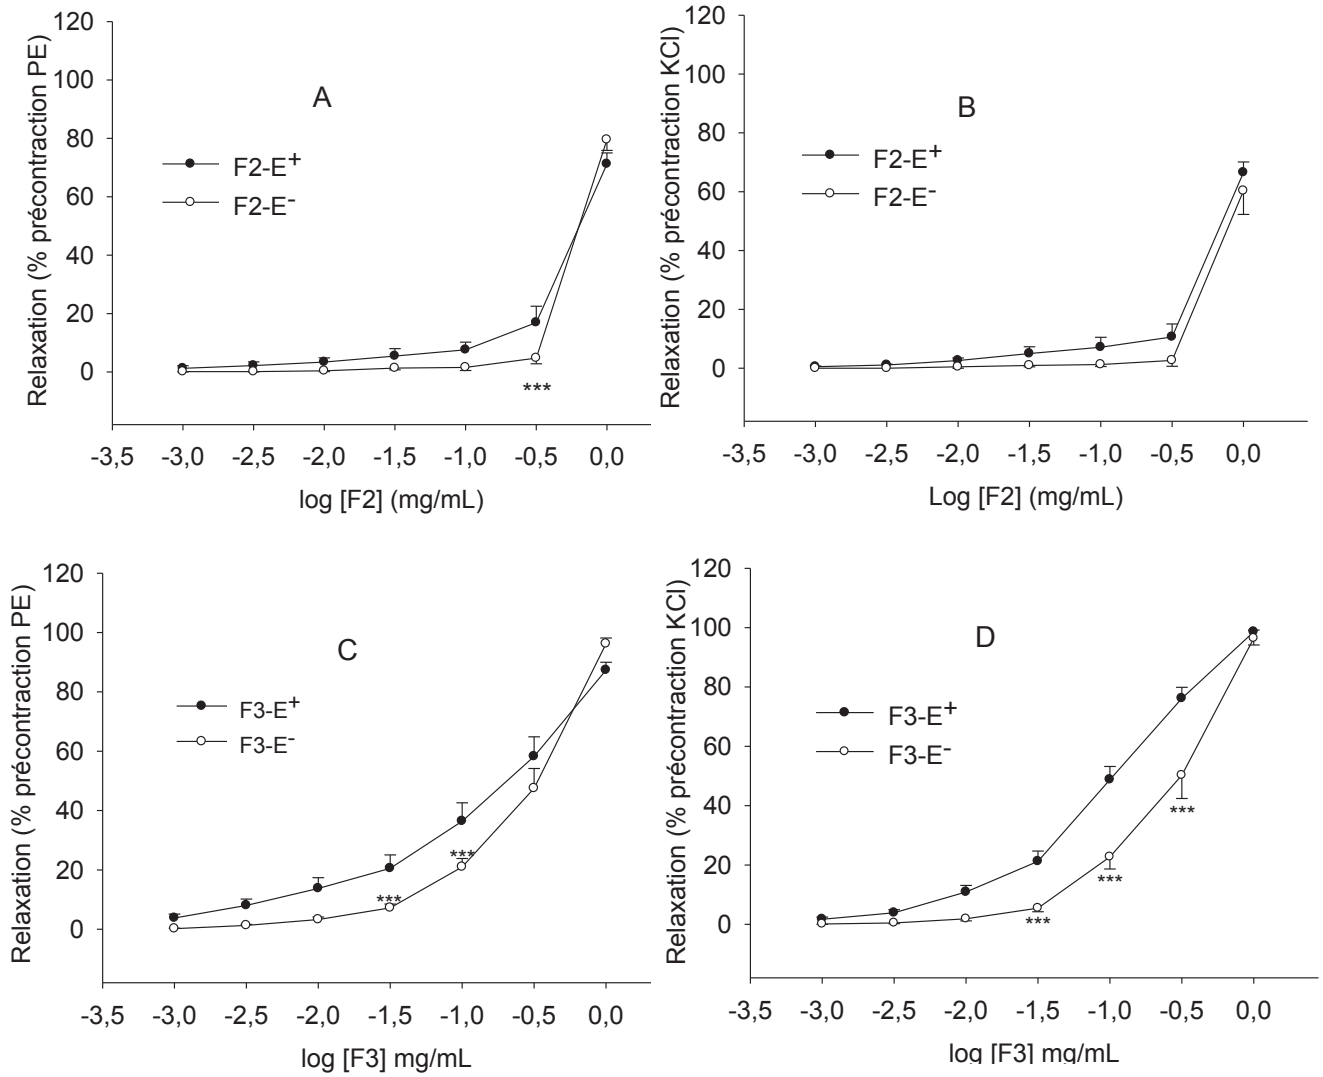 Relaxation (% précontraction PE)
120
100
80
60
40
20
0
A
F2-E+
F2-E-
***
-3,5 -3,0 -2,5 -2,0 -1,5 -1,0 -0,5 0,0
log [F2] (mg/mL)
Relaxation (% précontraction KCl)
120
100
80
60
40
20
0
B
F2-E+
F2-E-
-3,5 -3,0 -2,5 -2,0 -1,5 -1,0 -0,5 0,0
Log [F2] (mg/mL)
Relaxation (% précontraction PE)
120
100
80
60
40
20
0
C
F3-E+
F3-E-
***
***
-3,5 -3,0 -2,5 -2,0 -1,5 -1,0 -0,5 0,0
log [F3] mg/mL
Relaxation (% précontraction KCl)
120
100
80
60
40
20
0
D
F3-E+
F3-E-
***
***
***
-3,5 -3,0 -2,5 -2,0 -1,5 -1,0 -0,5 0,0
log [F3] mg/mL